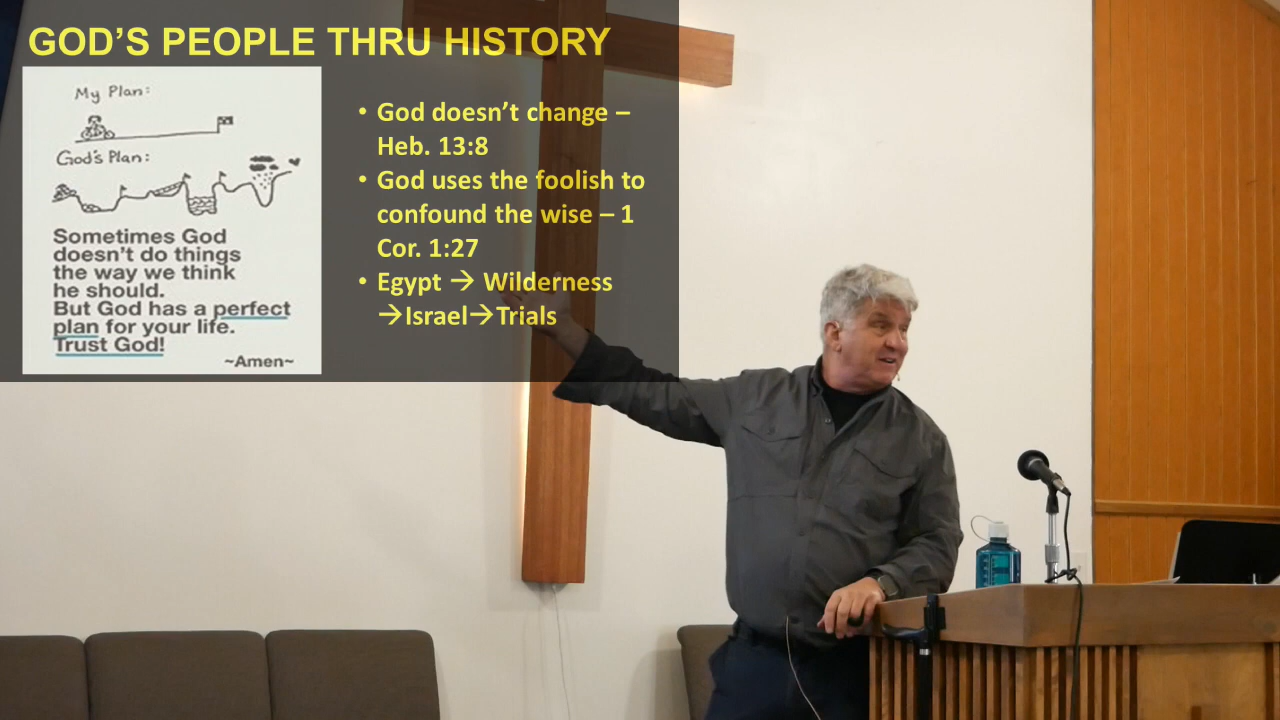 GOD'S PEOPLE THRU HISTORY
My Plan:
God's Plan:
Sometimes God
doesn't do things
the way we think
he should.
But God has a perfect
plan for your life.
Trust God!
~Amen~
• God doesn't change –
Heb. 13:8
• God uses the foolish to
confound the wise – 1
Cor. 1:27
• Egypt → Wilderness
→Israel→Trials